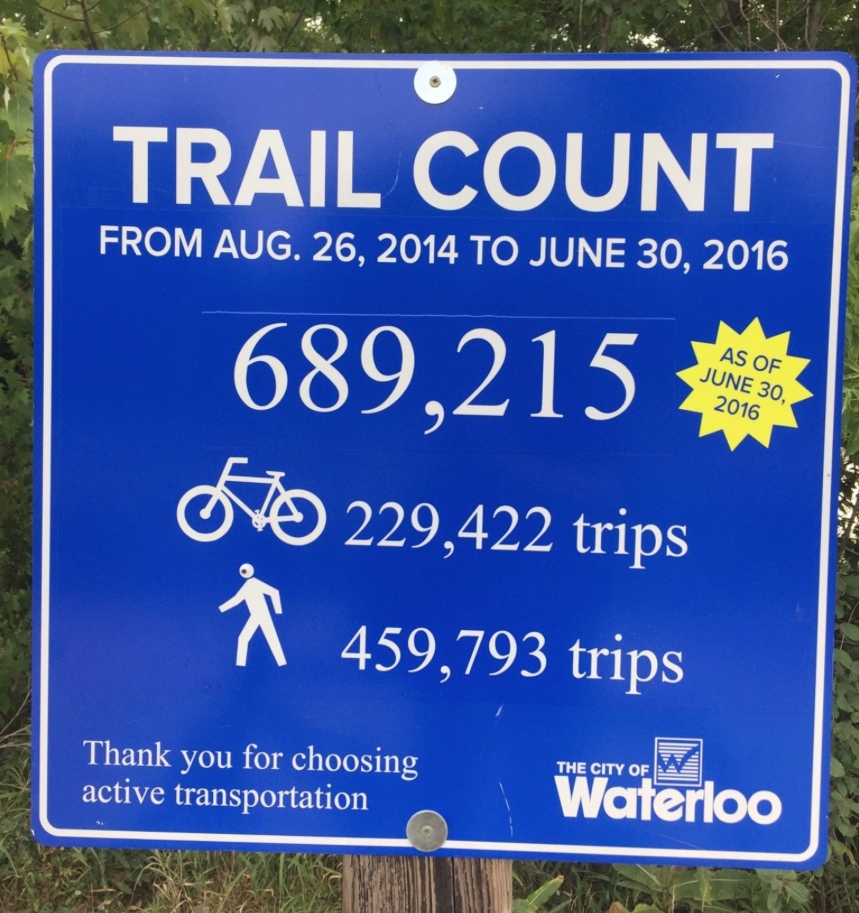 TRAIL COUNT
FROM AUG. 26, 2014 TO JUNE 30, 2016
689,215
AS OF
JUNE 30,
2016
229,422 trips
459,793 trips
Thank you for choosing
active transportation
THE CITY OF
Waterloo